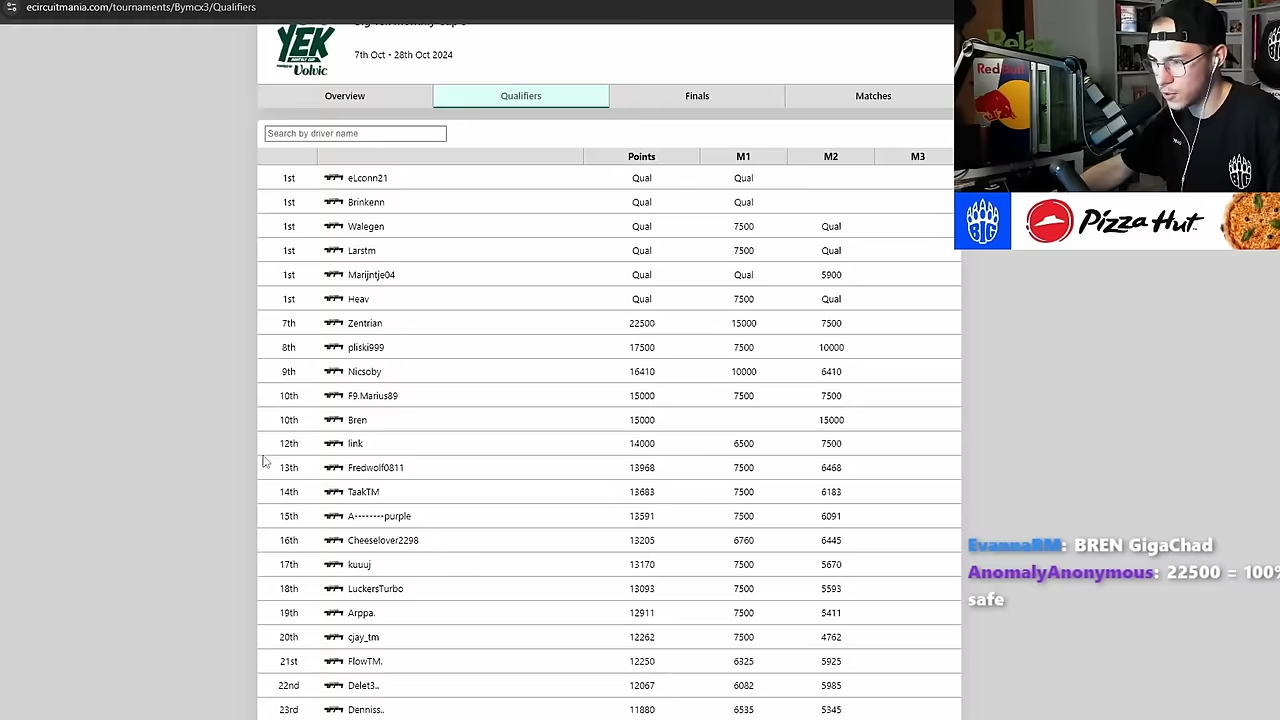 ecircuitmania.com/tournaments/Bymcx3/Qualifiers
YEK
Volvic
7th Oct - 28th Oct 2024
Overview Qualifiers Finals Matches
Search by driver name
Points M1 M2 M3
1st eLconn21 Qual Qual
1st Brinkenn Qual Qual
1st Walegen Qual 7500 Qual
1st Larstm Qual 7500 Qual
1st Marijntje04 Qual Qual 5900
1st Heav Qual 7500 Qual
7th Zentrian 22500 15000 7500
8th pliski999 17500 7500 10000
9th Nicsoby 16410 10000 6410
10th F9.Marius89 15000 7500 7500
10th Bren 15000 15000
12th link 14000 6500 7500
13th Fredwolf0811 13968 7500 6468
14th TaakTM 13683 7500 6183
15th A--------purple 13591 7500 6091
16th Cheeselover2298 13205 6760 6445
17th kuuuj 13170 7500 5670
18th LuckersTurbo 13093 7500 5593
19th Arppa. 12911 7500 5411
20th cjay_tm 12262 7500 4762
21st FlowTM. 12250 6325 5925
22nd Delet3.. 12067 6082 5985
23rd Denniss.. 11880 6535 5345
Relax
Red Bull
BIG
Pizza Hut
EvannaRM: BREN GigaChad
AnomalyAnonymous: 22500 = 100%
safe